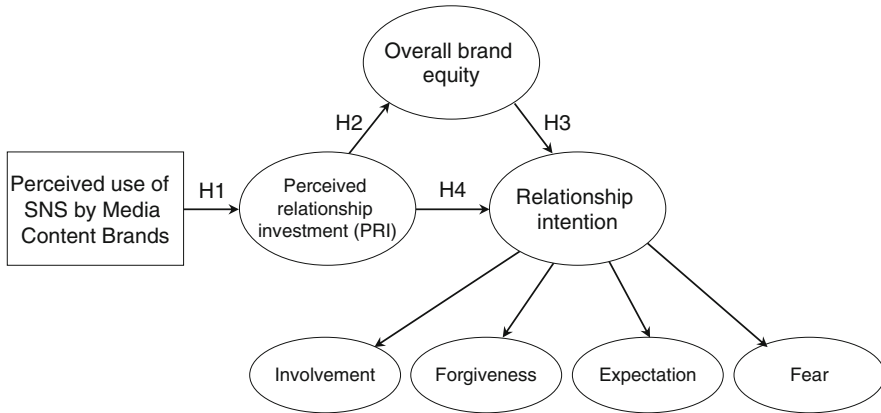 Overall brand
equity
H2
H3
Perceived use of
SNS by Media
Content Brands
H1
Perceived
relationship
investment (PRI)
H4
Relationship
intention
Involvement
Forgiveness
Expectation
Fear